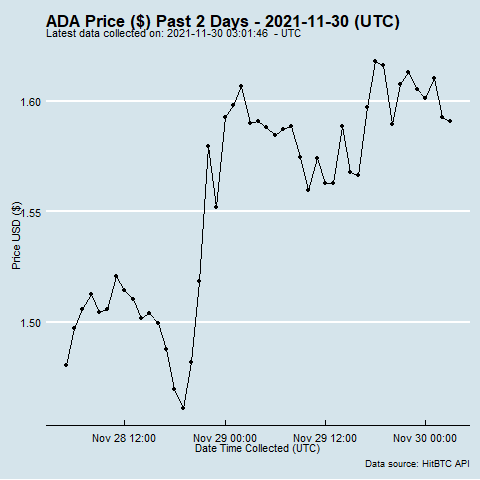 ADA Price ($) Past 2 Days - 2021-11-30 (UTC)
Latest data collected on: 2021-11-30 03:01:46 - UTC
1.60
1.55
1.50
Price USD ($)
Nov 28 12:00 Nov 29 00:00 Nov 29 12:00 Nov 30 00:00
Date Time Collected (UTC)
Data source: HitBTC API